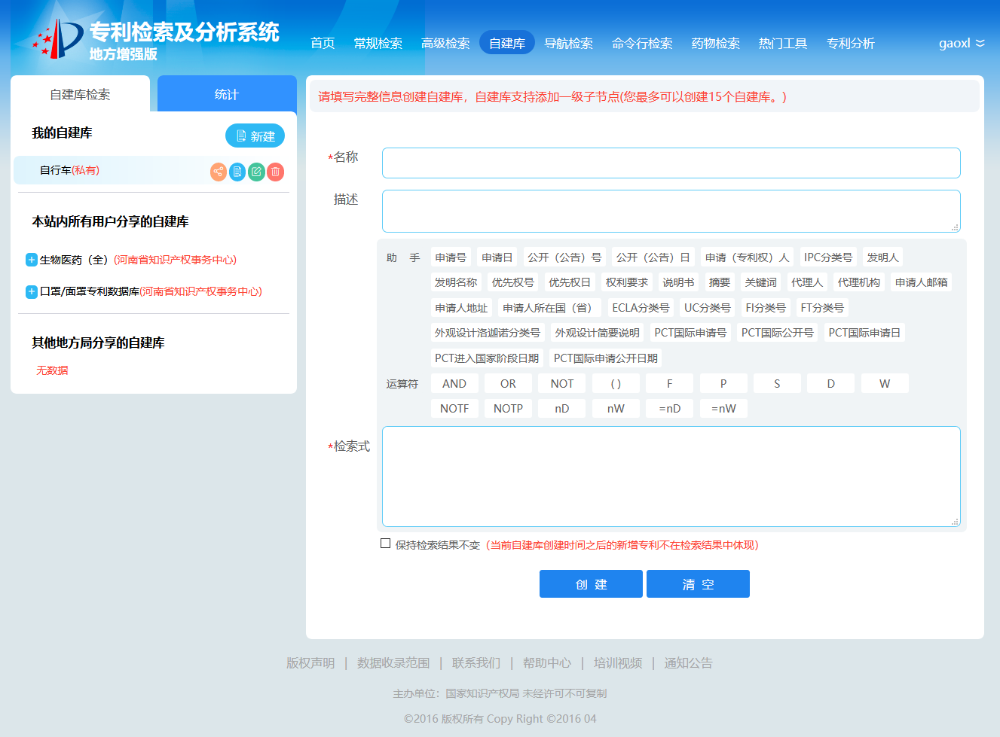 专利检索及分析系统
地方增强版
首页 常规检索 高级检索 自建库 导航检索 命令行检索 药物检索 热门工具 专利分析 gaoxl
自建库检索 统计
我的自建库 新建
自行车(私有)
本站内所有用户分享的自建库
生物医药（全）(河南省知识产权事务中心)
口罩/面罩专利数据库(河南省知识产权事务中心)
其他地方局分享的自建库
无数据
请填写完整信息创建自建库，自建库支持添加一级子节点(您最多可以创建15个自建库。)
*名称
描述
助 手 申请号 申请日 公开（公告）号 公开（公告）日 申请（专利权）人 IPC分类号 发明人
发明名称 优先权号 优先权日 权利要求 说明书 摘要 关键词 代理人 代理机构 申请人邮箱
申请人地址 申请人所在国（省） ECLA分类号 UC分类号 FI分类号 FT分类号
外观设计洛迦诺分类号 外观设计简要说明 PCT国际申请号 PCT国际公开号 PCT国际申请日
PCT进入国家阶段日期 PCT国际申请公开日期
运算符 AND OR NOT ( ) F P S D W
NOTF NOTP nD nW =nD =nW
*检索式
保持检索结果不变（当前自建库创建时间之后的新增专利不在检索结果中体现）
创 建 清 空
版权声明 | 数据收录范围 | 联系我们 | 帮助中心 | 培训视频 | 通知公告
主办单位：国家知识产权局 未经许可不可复制
©2016 版权所有 Copy Right ©2016 04